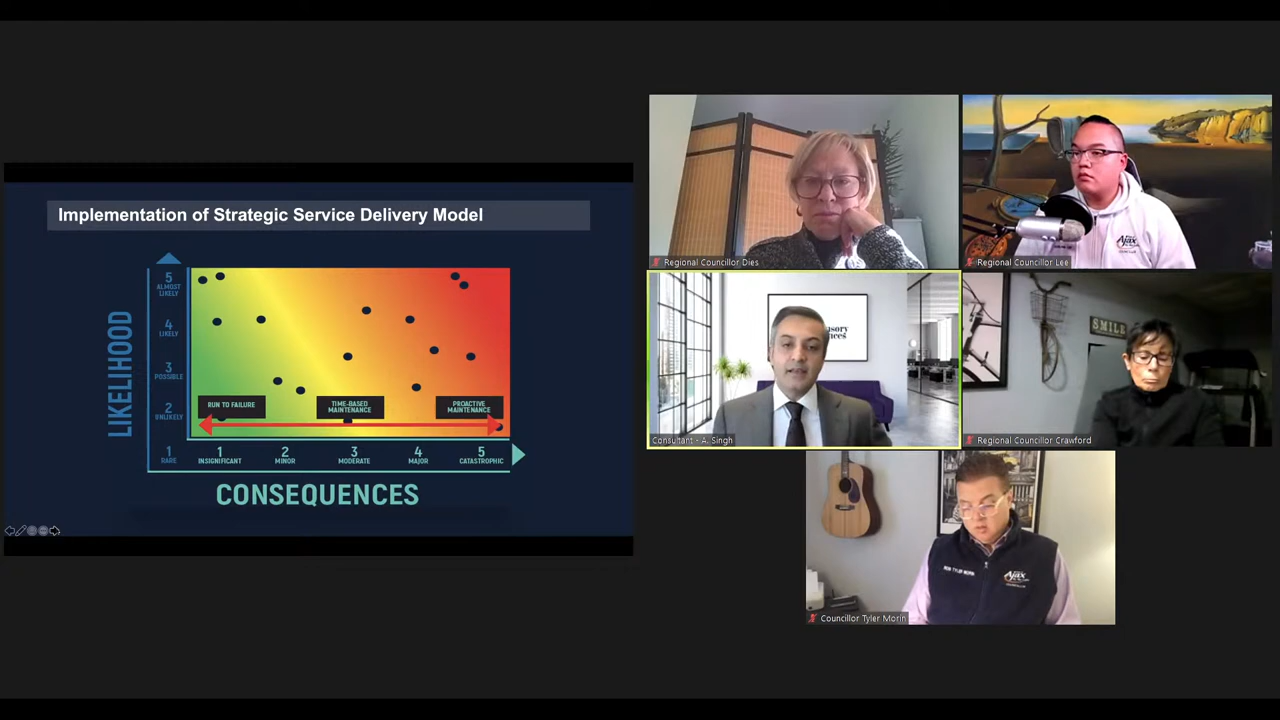 Implementation of Strategic Service Delivery Model
LIKELIHOOD
5
ALMOST
LIKELY
4
LIKELY
3
POSSIBLE
2
UNLIKELY
1
RARE
RUN TO FAILURE
TIME-BASED
MAINTENANCE
PROACTIVE
MAINTENANCE
1
INSIGNIFICANT
2
MINOR
3
MODERATE
4
MAJOR
5
CATASTROPHIC
CONSEQUENCES
Regional Councillor Dies
Ajax
Regional Councillor Lee
Consultant - A. Singh
SMILE
Regional Councillor Crawford
Ajax
Councillor Tyler Morin